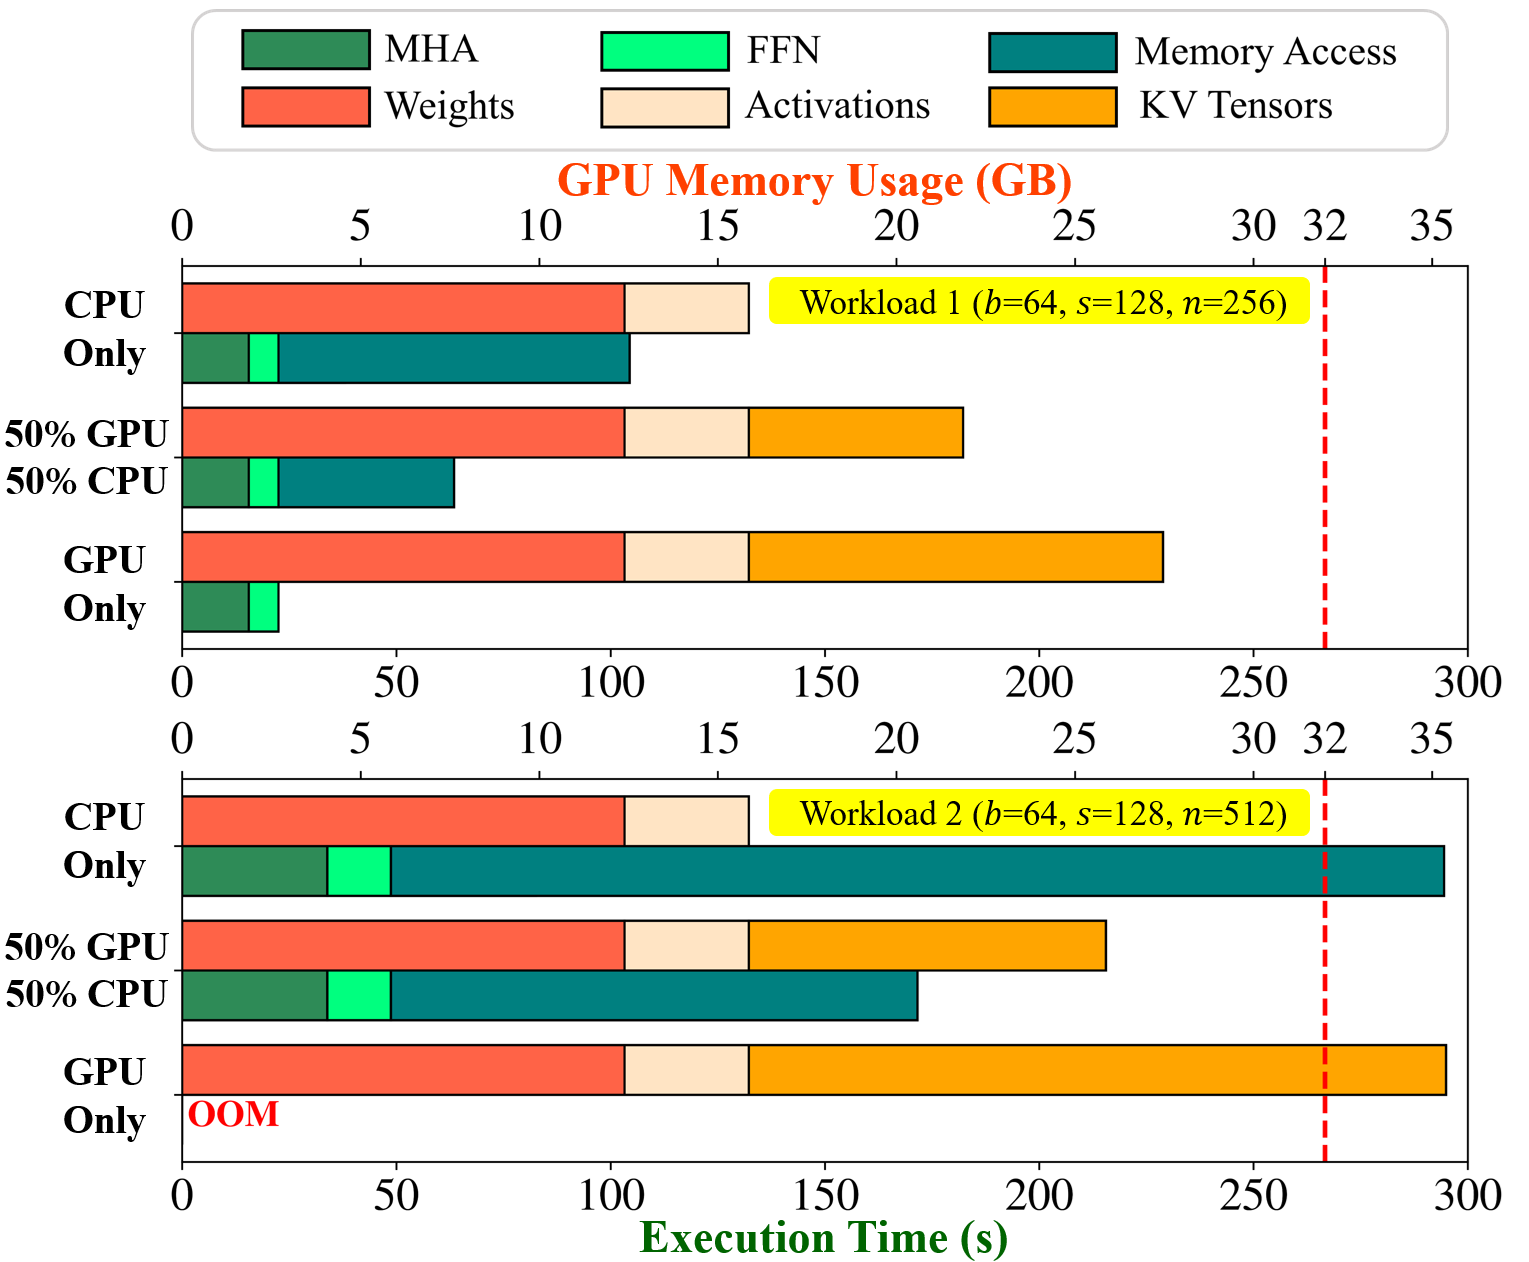 MHA FFN Memory Access
Weights Activations KV Tensors
GPU Memory Usage (GB)
0 5 10 15 20 25 30 32 35
CPU
Only
Workload 1 (b=64, s=128, n=256)
50% GPU
50% CPU
GPU
Only
0 50 100 150 200 250 300
0 5 10 15 20 25 30 32 35
CPU
Only
Workload 2 (b=64, s=128, n=512)
50% GPU
50% CPU
GPU
Only
OOM
0 50 100 150 200 250 300
Execution Time (s)